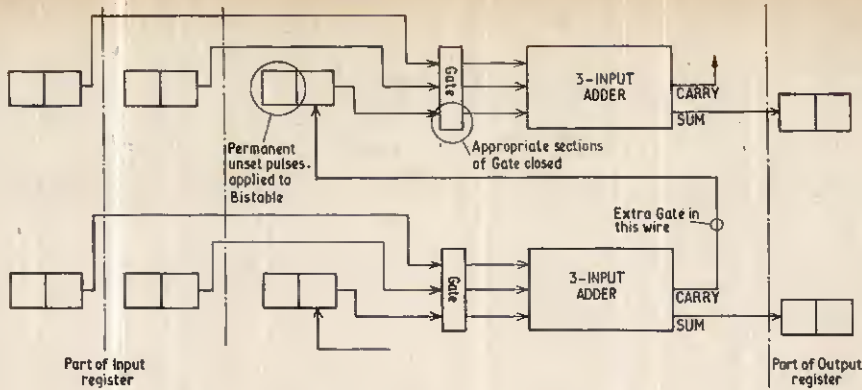 Gate
3-INPUT
ADDER
CARRY
SUM
Permanent
unset pulses.
applied to
Bistable
Appropriate sections
of Gate closed
Extra Gate in
this wire
Gate
3-INPUT
ADDER
CARRY
SUM
Part of Input
register
Part of Output
register